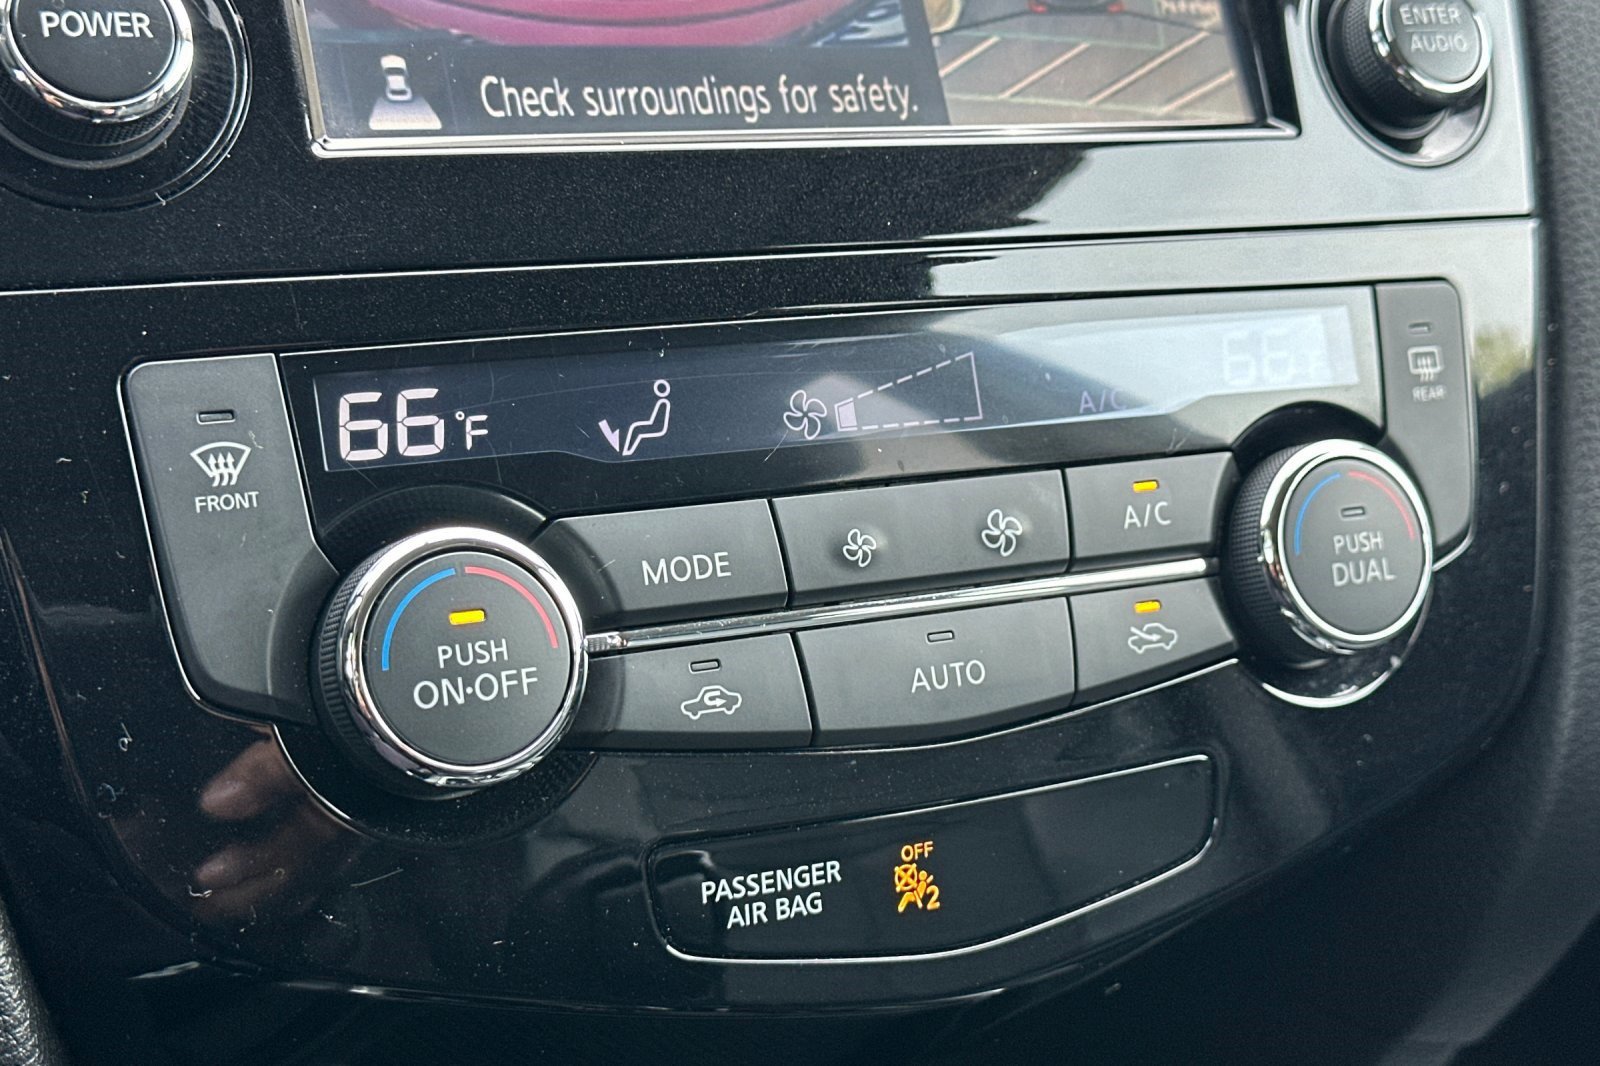 POWER
ENTER
AUDIO
Check surroundings for safety.
66°F
A/C
66°F
FRONT
REAR
MODE
A/C
PUSH
DUAL
PUSH
ON•OFF
AUTO
PASSENGER
AIR BAG
OFF
2